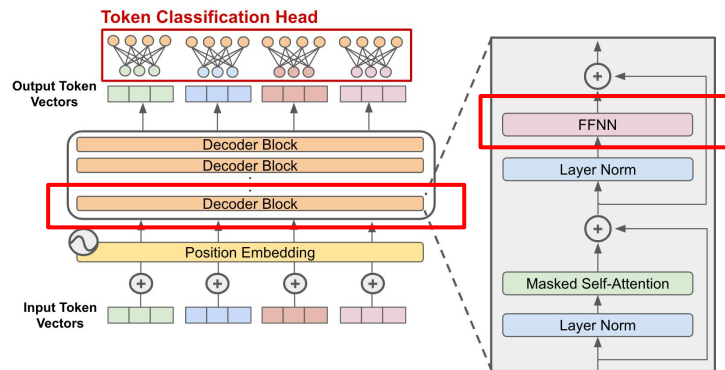 Token Classification Head
Output Token
Vectors
Decoder Block
Decoder Block
Decoder Block
Position Embedding
Input Token
Vectors
FFNN
Layer Norm
Masked Self-Attention
Layer Norm